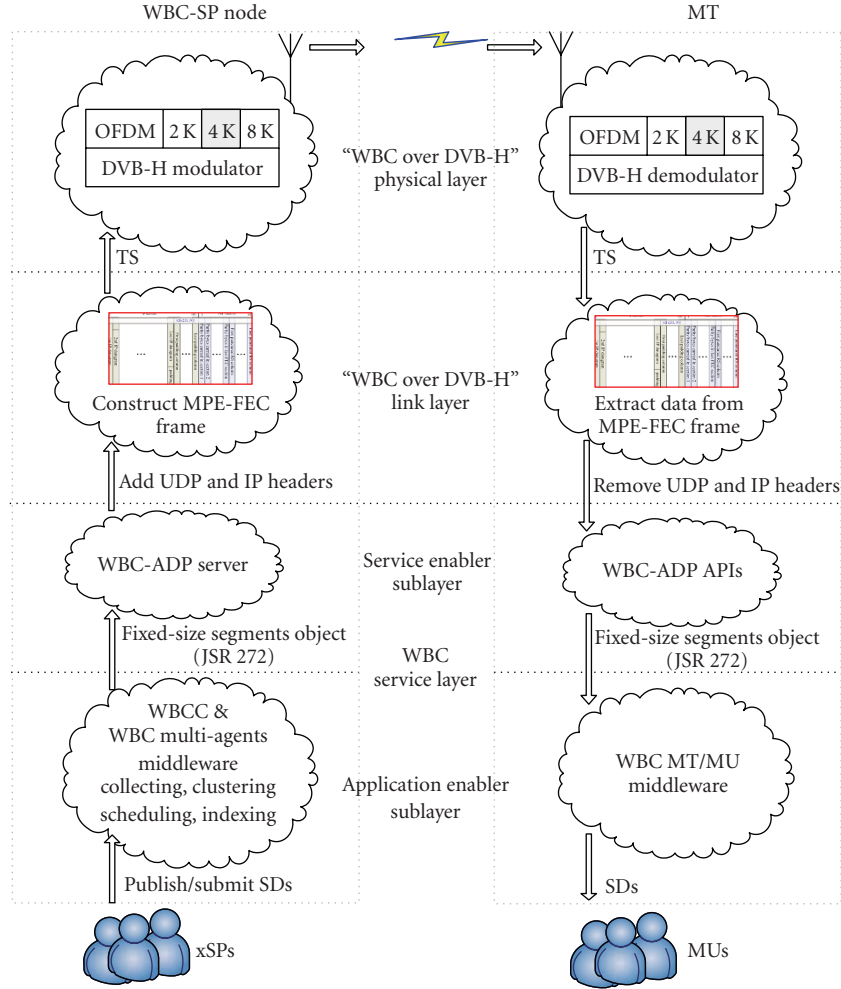 WBC-SP node
MT
OFDM 2 K 4 K 8 K
DVB-H modulator
"WBC over DVB-H"
physical layer
OFDM 2 K 4 K 8 K
DVB-H demodulator
TS
TS
Construct MPE-FEC
frame
"WBC over DVB-H"
link layer
Extract data from
MPE-FEC frame
Add UDP and IP headers
Remove UDP and IP headers
WBC-ADP server
Service enabler
sublayer
WBC-ADP APIs
Fixed-size segments object
(JSR 272)
WBC
service layer
Fixed-size segments object
(JSR 272)
WBCC &
WBC multi-agents
middleware
collecting, clustering
scheduling, indexing
Application enabler
sublayer
WBC MT/MU
middleware
Publish/submit SDs
SDs
xSPs
MUs